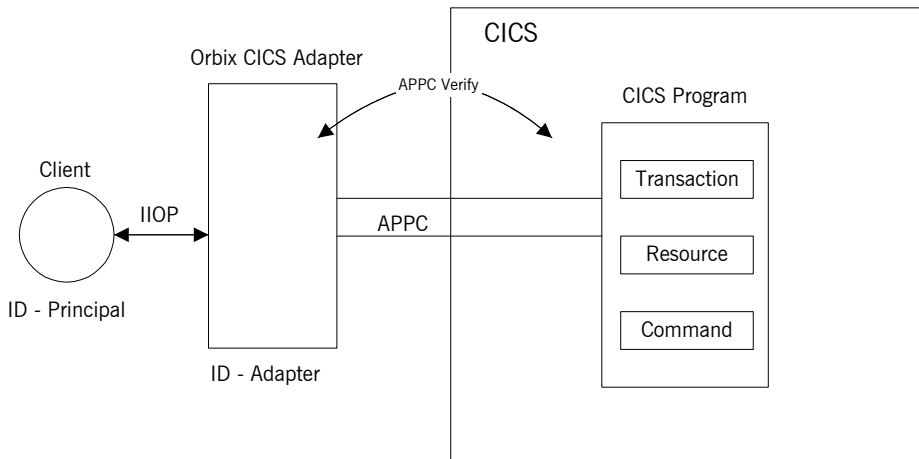 CICS
Orbix CICS Adapter
APPC Verify
CICS Program
Client
Transaction
IIOP
APPC
Resource
ID - Principal
Command
ID - Adapter